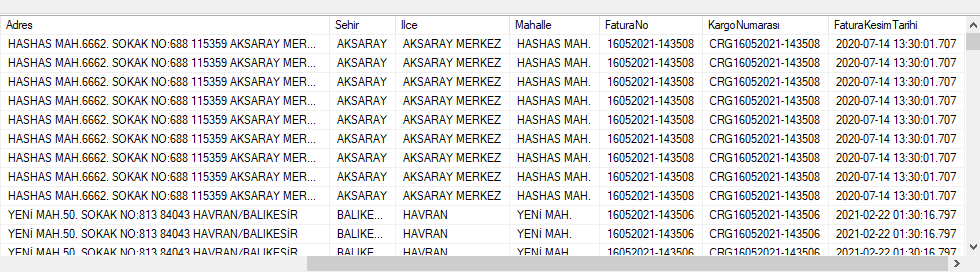 Adres Sehir Ilce Mahalle FaturaNo KargoNumarası FaturaKesimTarihi
HASHAS MAH.6662. SOKAK NO:688 115359 AKSARAY MER... AKSARAY AKSARAY MERKEZ HASHAS MAH. 16052021-143508 CRG16052021-143508 2020-07-14 13:30:01.707
HASHAS MAH.6662. SOKAK NO:688 115359 AKSARAY MER... AKSARAY AKSARAY MERKEZ HASHAS MAH. 16052021-143508 CRG16052021-143508 2020-07-14 13:30:01.707
HASHAS MAH.6662. SOKAK NO:688 115359 AKSARAY MER... AKSARAY AKSARAY MERKEZ HASHAS MAH. 16052021-143508 CRG16052021-143508 2020-07-14 13:30:01.707
HASHAS MAH.6662. SOKAK NO:688 115359 AKSARAY MER... AKSARAY AKSARAY MERKEZ HASHAS MAH. 16052021-143508 CRG16052021-143508 2020-07-14 13:30:01.707
HASHAS MAH.6662. SOKAK NO:688 115359 AKSARAY MER... AKSARAY AKSARAY MERKEZ HASHAS MAH. 16052021-143508 CRG16052021-143508 2020-07-14 13:30:01.707
HASHAS MAH.6662. SOKAK NO:688 115359 AKSARAY MER... AKSARAY AKSARAY MERKEZ HASHAS MAH. 16052021-143508 CRG16052021-143508 2020-07-14 13:30:01.707
HASHAS MAH.6662. SOKAK NO:688 115359 AKSARAY MER... AKSARAY AKSARAY MERKEZ HASHAS MAH. 16052021-143508 CRG16052021-143508 2020-07-14 13:30:01.707
HASHAS MAH.6662. SOKAK NO:688 115359 AKSARAY MER... AKSARAY AKSARAY MERKEZ HASHAS MAH. 16052021-143508 CRG16052021-143508 2020-07-14 13:30:01.707
HASHAS MAH.6662. SOKAK NO:688 115359 AKSARAY MER... AKSARAY AKSARAY MERKEZ HASHAS MAH. 16052021-143508 CRG16052021-143508 2020-07-14 13:30:01.707
YENİ MAH.50. SOKAK NO:813 84043 HAVRAN/BALIKESİR BALIKE... HAVRAN YENİ MAH. 16052021-143506 CRG16052021-143506 2021-02-22 01:30:16.797
YENİ MAH.50. SOKAK NO:813 84043 HAVRAN/BALIKESİR BALIKE... HAVRAN YENİ MAH. 16052021-143506 CRG16052021-143506 2021-02-22 01:30:16.797
YENİ MAH.50. SOKAK NO:813 84043 HAVRAN/BALIKESİR BALIKE... HAVRAN YENİ MAH. 16052021-143506 CRG16052021-143506 2021-02-22 01:30:16.797